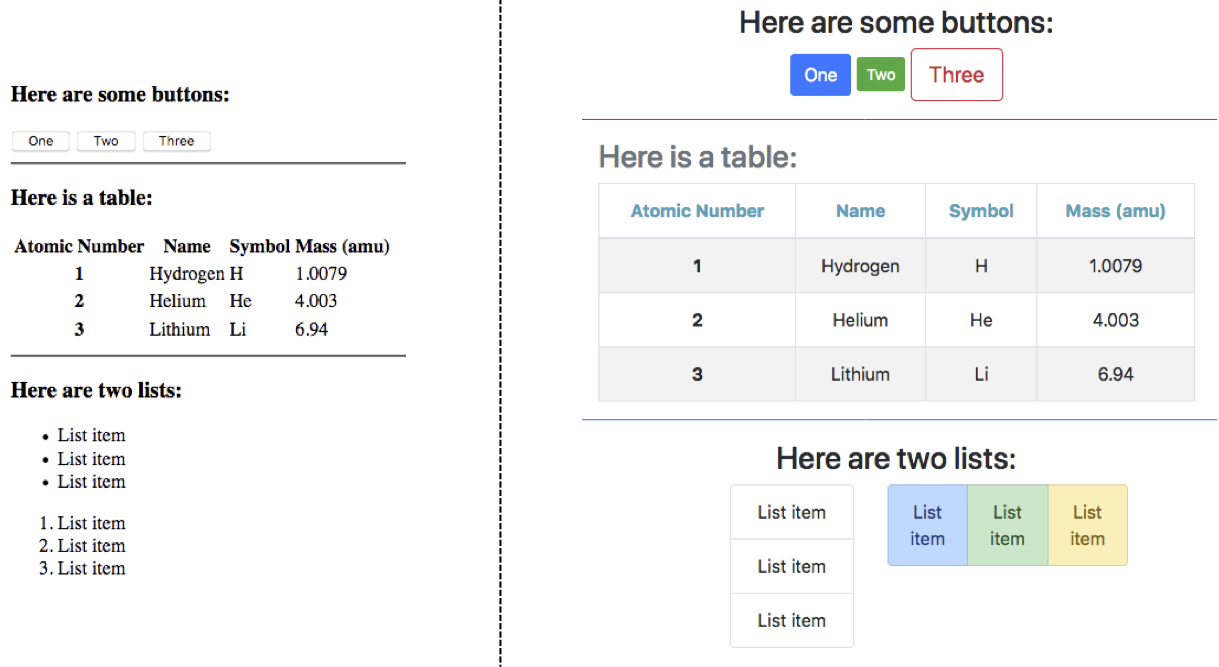 Here are some buttons:
One Two Three
Here is a table:
Atomic Number Name Symbol Mass (amu)
1 Hydrogen H 1.0079
2 Helium He 4.003
3 Lithium Li 6.94
Here are two lists:
• List item
• List item
• List item
1. List item
2. List item
3. List item
Here are some buttons:
One Two Three
Here is a table:
Atomic Number Name Symbol Mass (amu)
1 Hydrogen H 1.0079
2 Helium He 4.003
3 Lithium Li 6.94
Here are two lists:
List item
List item
List item
List List List
item item item